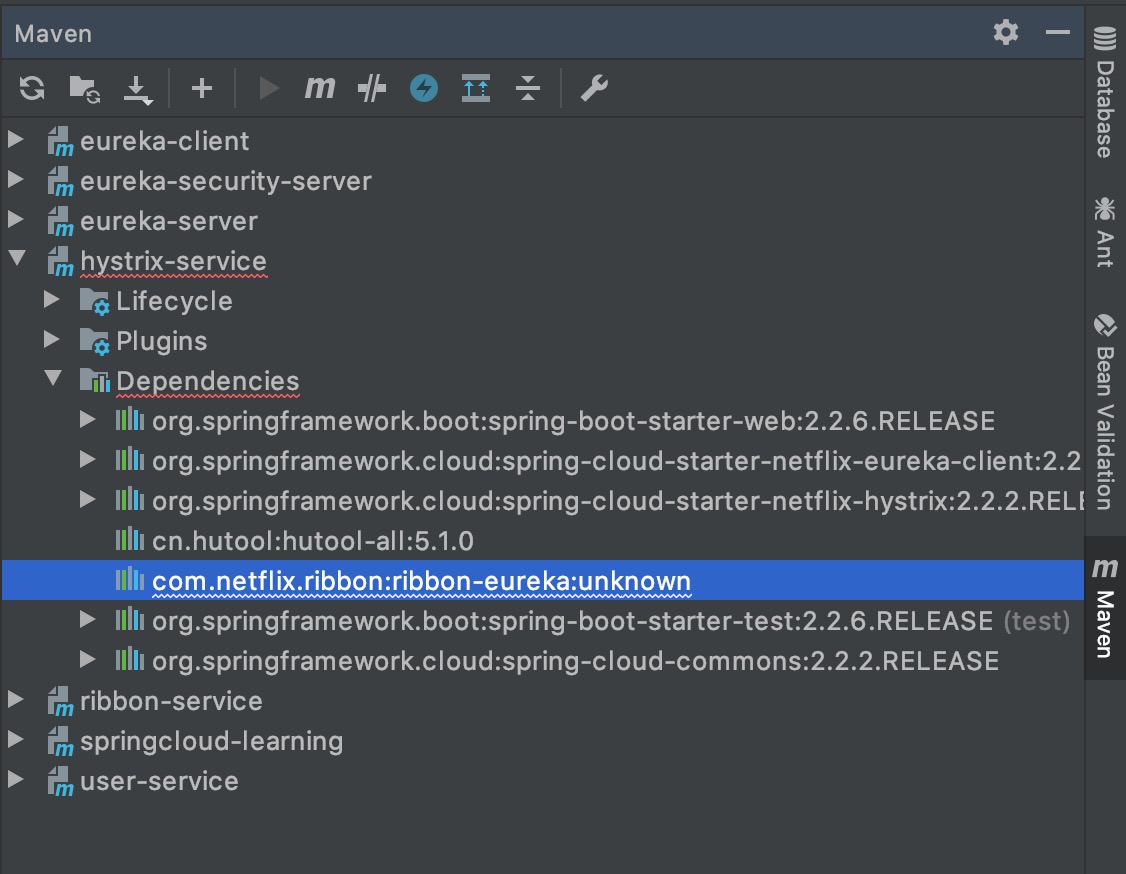 Maven
eureka-client
eureka-security-server
eureka-server
hystrix-service
Lifecycle
Plugins
Dependencies
org.springframework.boot:spring-boot-starter-web:2.2.6.RELEASE
org.springframework.cloud:spring-cloud-starter-netflix-eureka-client:2.2
org.springframework.cloud:spring-cloud-starter-netflix-hystrix:2.2.2.RELE
cn.hutool:hutool-all:5.1.0
com.netflix.ribbon:ribbon-eureka:unknown
org.springframework.boot:spring-boot-starter-test:2.2.6.RELEASE (test)
org.springframework.cloud:spring-cloud-commons:2.2.2.RELEASE
ribbon-service
springcloud-learning
user-service
Database
Ant
Bean Validation
Maven